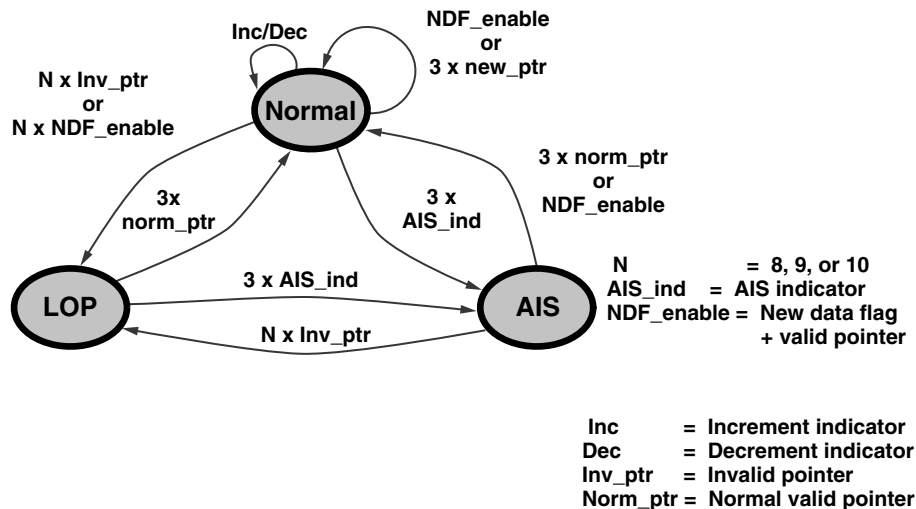 Inc/Dec
NDF_enable
or
3 x new_ptr
N x Inv_ptr
or
N x NDF_enable
Normal
3x
norm_ptr
3 x
AIS_ind
3 x norm_ptr
or
NDF_enable
LOP
3 x AIS_ind
AIS
N x Inv_ptr
N = 8, 9, or 10
AIS_ind = AIS indicator
NDF_enable = New data flag
+ valid pointer
Inc = Increment indicator
Dec = Decrement indicator
Inv_ptr = Invalid pointer
Norm_ptr = Normal valid pointer